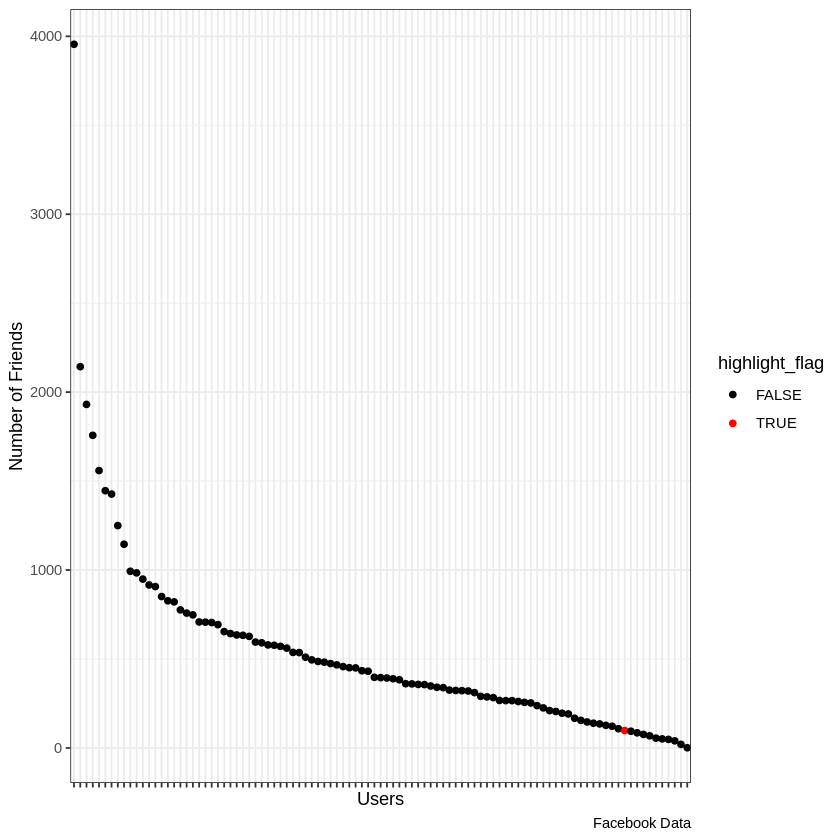 4000
3000
2000
1000
0
Number of Friends
Users
Facebook Data
highlight_flag
FALSE
TRUE